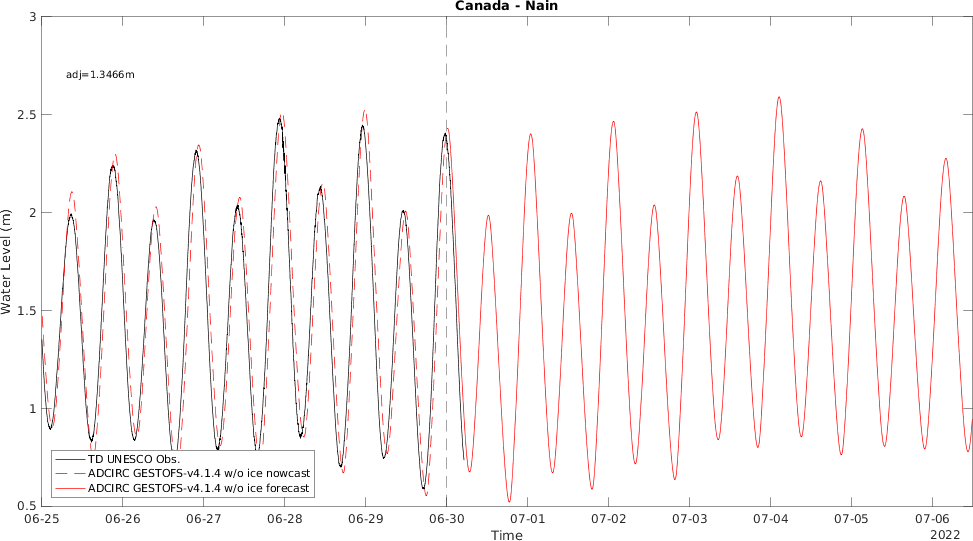 Canada - Nain
3
2.5
2
1.5
1
0.5
Water Level (m)
adj=1.3466m
TD UNESCO Obs.
ADCIRC GESTOFS-v4.1.4 w/o ice nowcast
ADCIRC GESTOFS-v4.1.4 w/o ice forecast
06-25 06-26 06-27 06-28 06-29 06-30 07-01 07-02 07-03 07-04 07-05 07-06
Time
2022